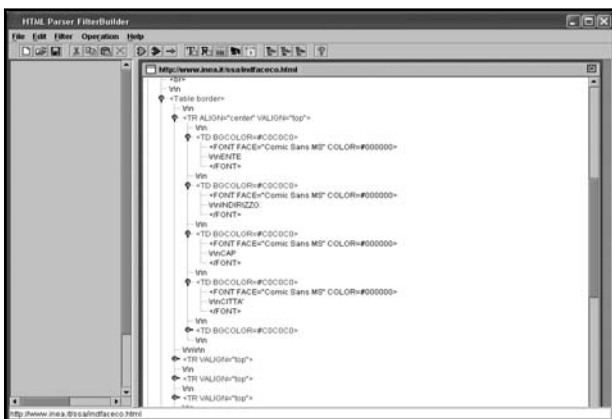 HTML Parser FilterBuilder
File Edit Filter Operation Help
http://www.inea.it/ssa/indfaceco.html
<br>
\r\n
<Table border>
\r\n
<TR ALIGN="center" VALIGN="top">
\r\n
<TD BGCOLOR=#C0C0C0>
<FONT FACE="Comic Sans MS" COLOR=#000000>
\r\nENTE
</FONT>
\r\n
<TD BGCOLOR=#C0C0C0>
<FONT FACE="Comic Sans MS" COLOR=#000000>
\r\nINDIRIZZO
</FONT>
\r\n
<TD BGCOLOR=#C0C0C0>
<FONT FACE="Comic Sans MS" COLOR=#000000>
\r\nCAP
</FONT>
\r\n
<TD BGCOLOR=#C0C0C0>
<FONT FACE="Comic Sans MS" COLOR=#000000>
\r\nCITTA'
</FONT>
\r\n
<TD BGCOLOR=#C0C0C0>
\r\n
\r\n\r\n
<TR VALIGN="top">
\r\n
<TR VALIGN="top">
\r\n
<TR VALIGN="top">
\r\n
http://www.inea.it/ssa/indfaceco.html